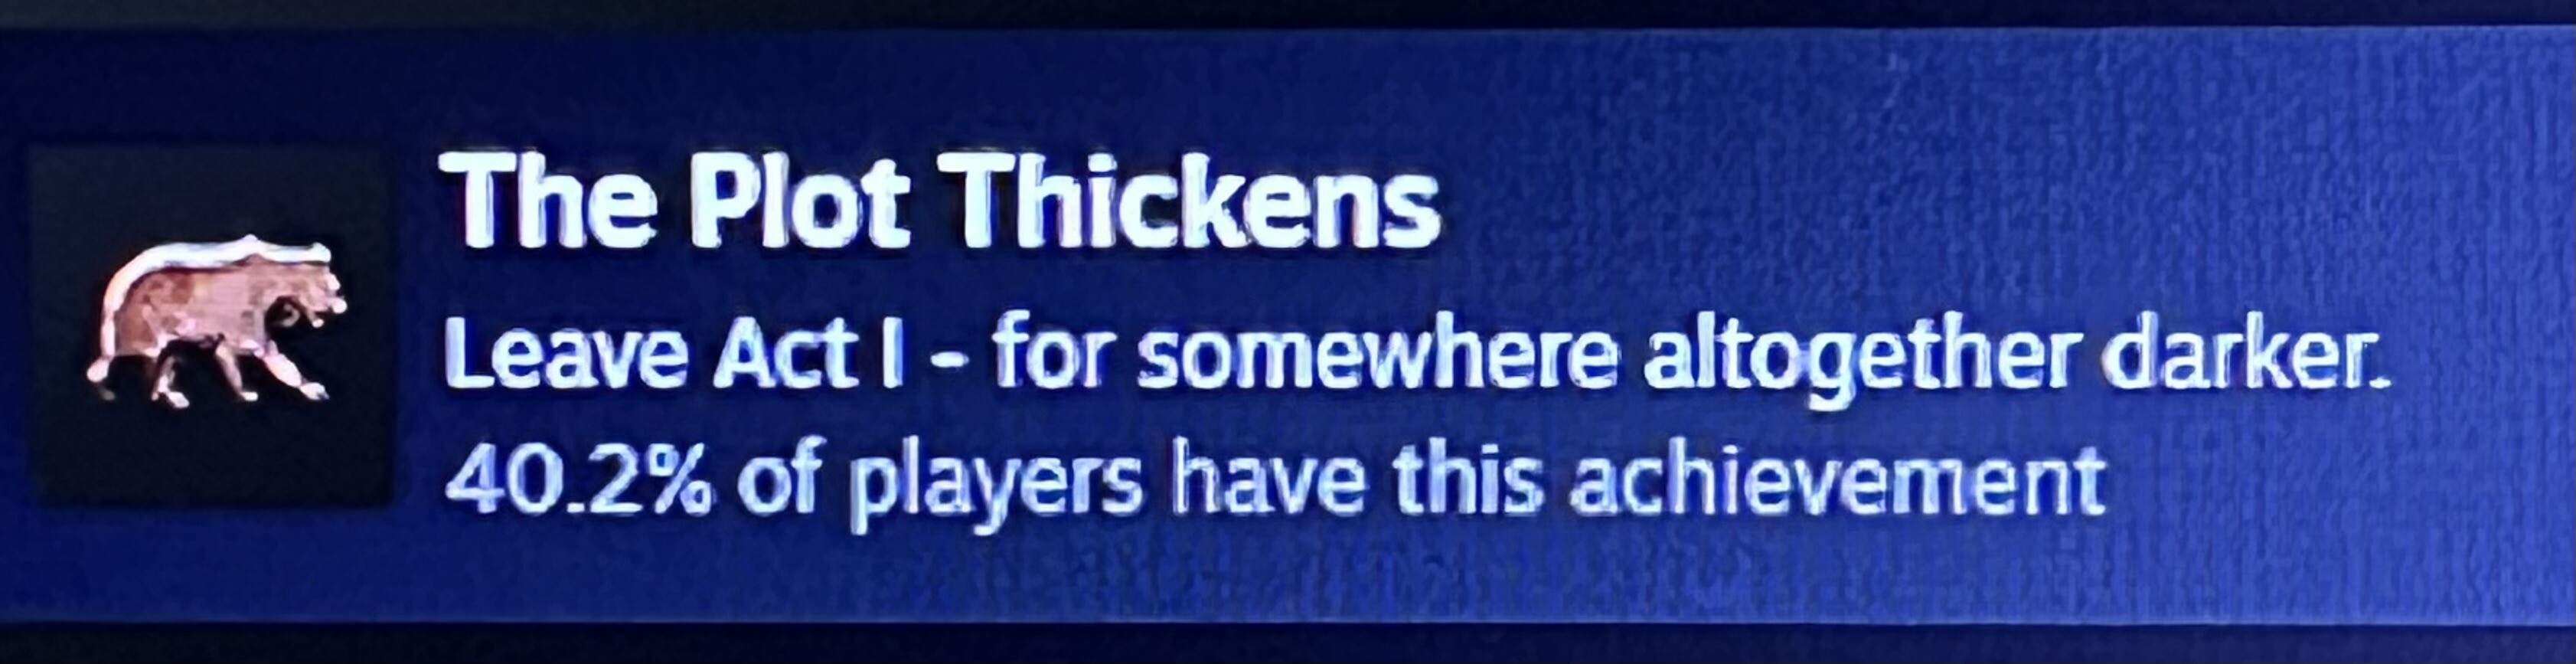 The Plot Thickens
Leave Act I - for somewhere altogether darker.
40.2% of players have this achievement